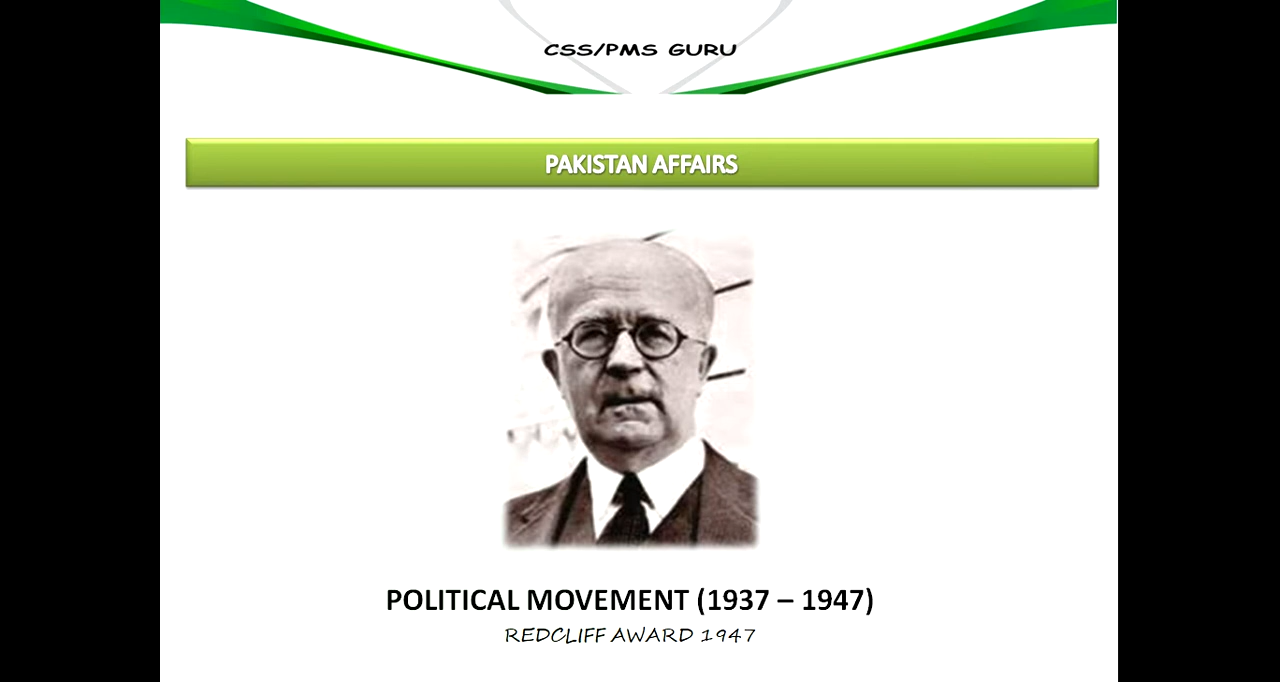 CSS/PMS GURU
PAKISTAN AFFAIRS
POLITICAL MOVEMENT (1937 – 1947)
REDCLIFF AWARD 1947